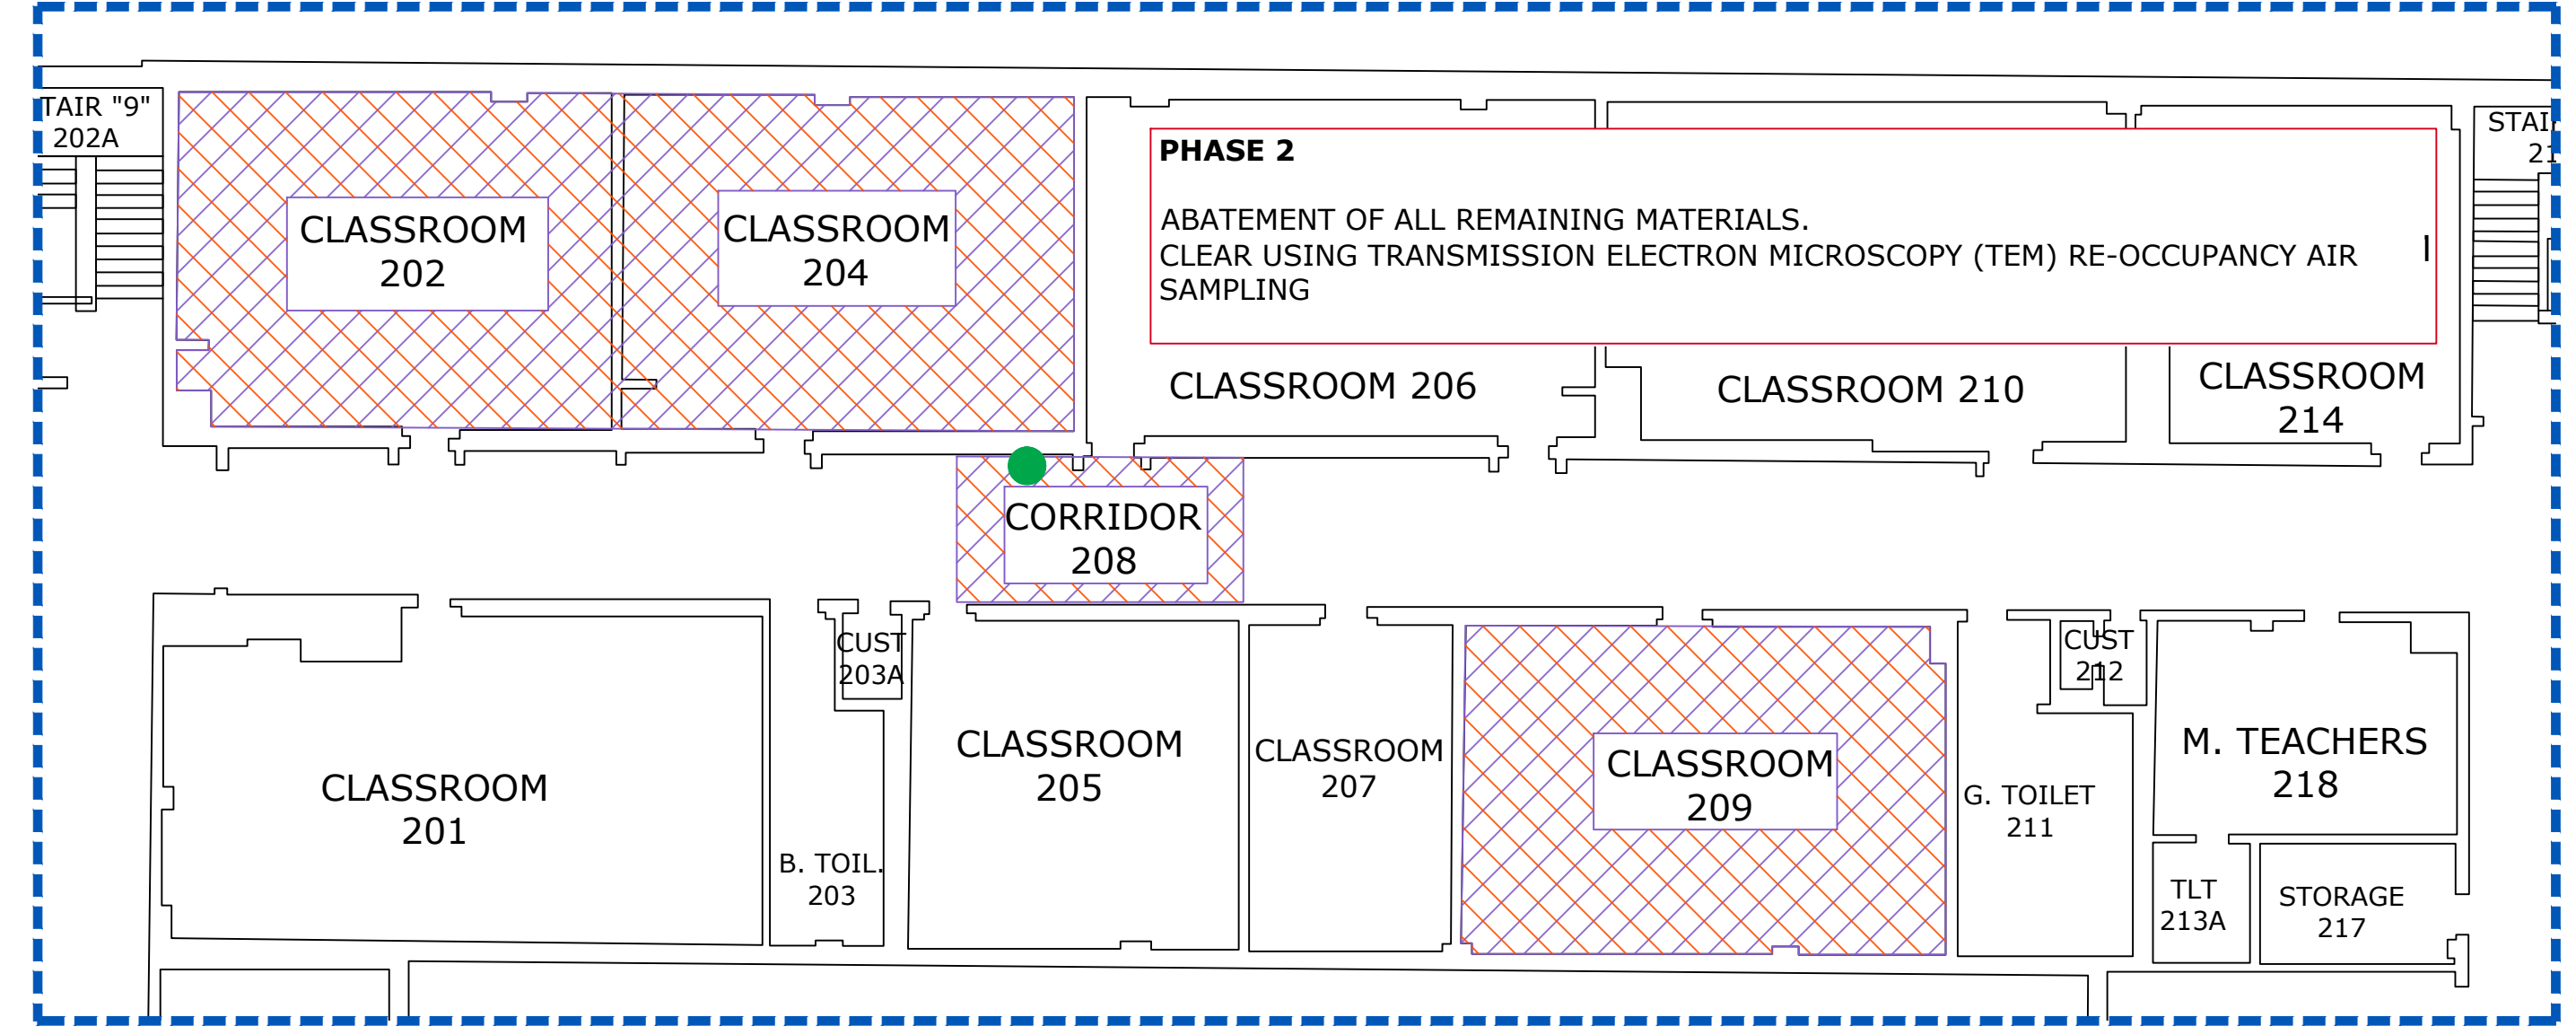 TAIR "9"
202A
CLASSROOM
202
CLASSROOM
204
PHASE 2
ABATEMENT OF ALL REMAINING MATERIALS.
CLEAR USING TRANSMISSION ELECTRON MICROSCOPY (TEM) RE-OCCUPANCY AIR
SAMPLING
STAI
21
CLASSROOM 206
CLASSROOM 210
CLASSROOM
214
CORRIDOR
208
CLASSROOM
201
CUST
203A
B. TOIL.
203
CLASSROOM
205
CLASSROOM
207
CLASSROOM
209
G. TOILET
211
CUST
212
M. TEACHERS
218
TLT
213A
STORAGE
217